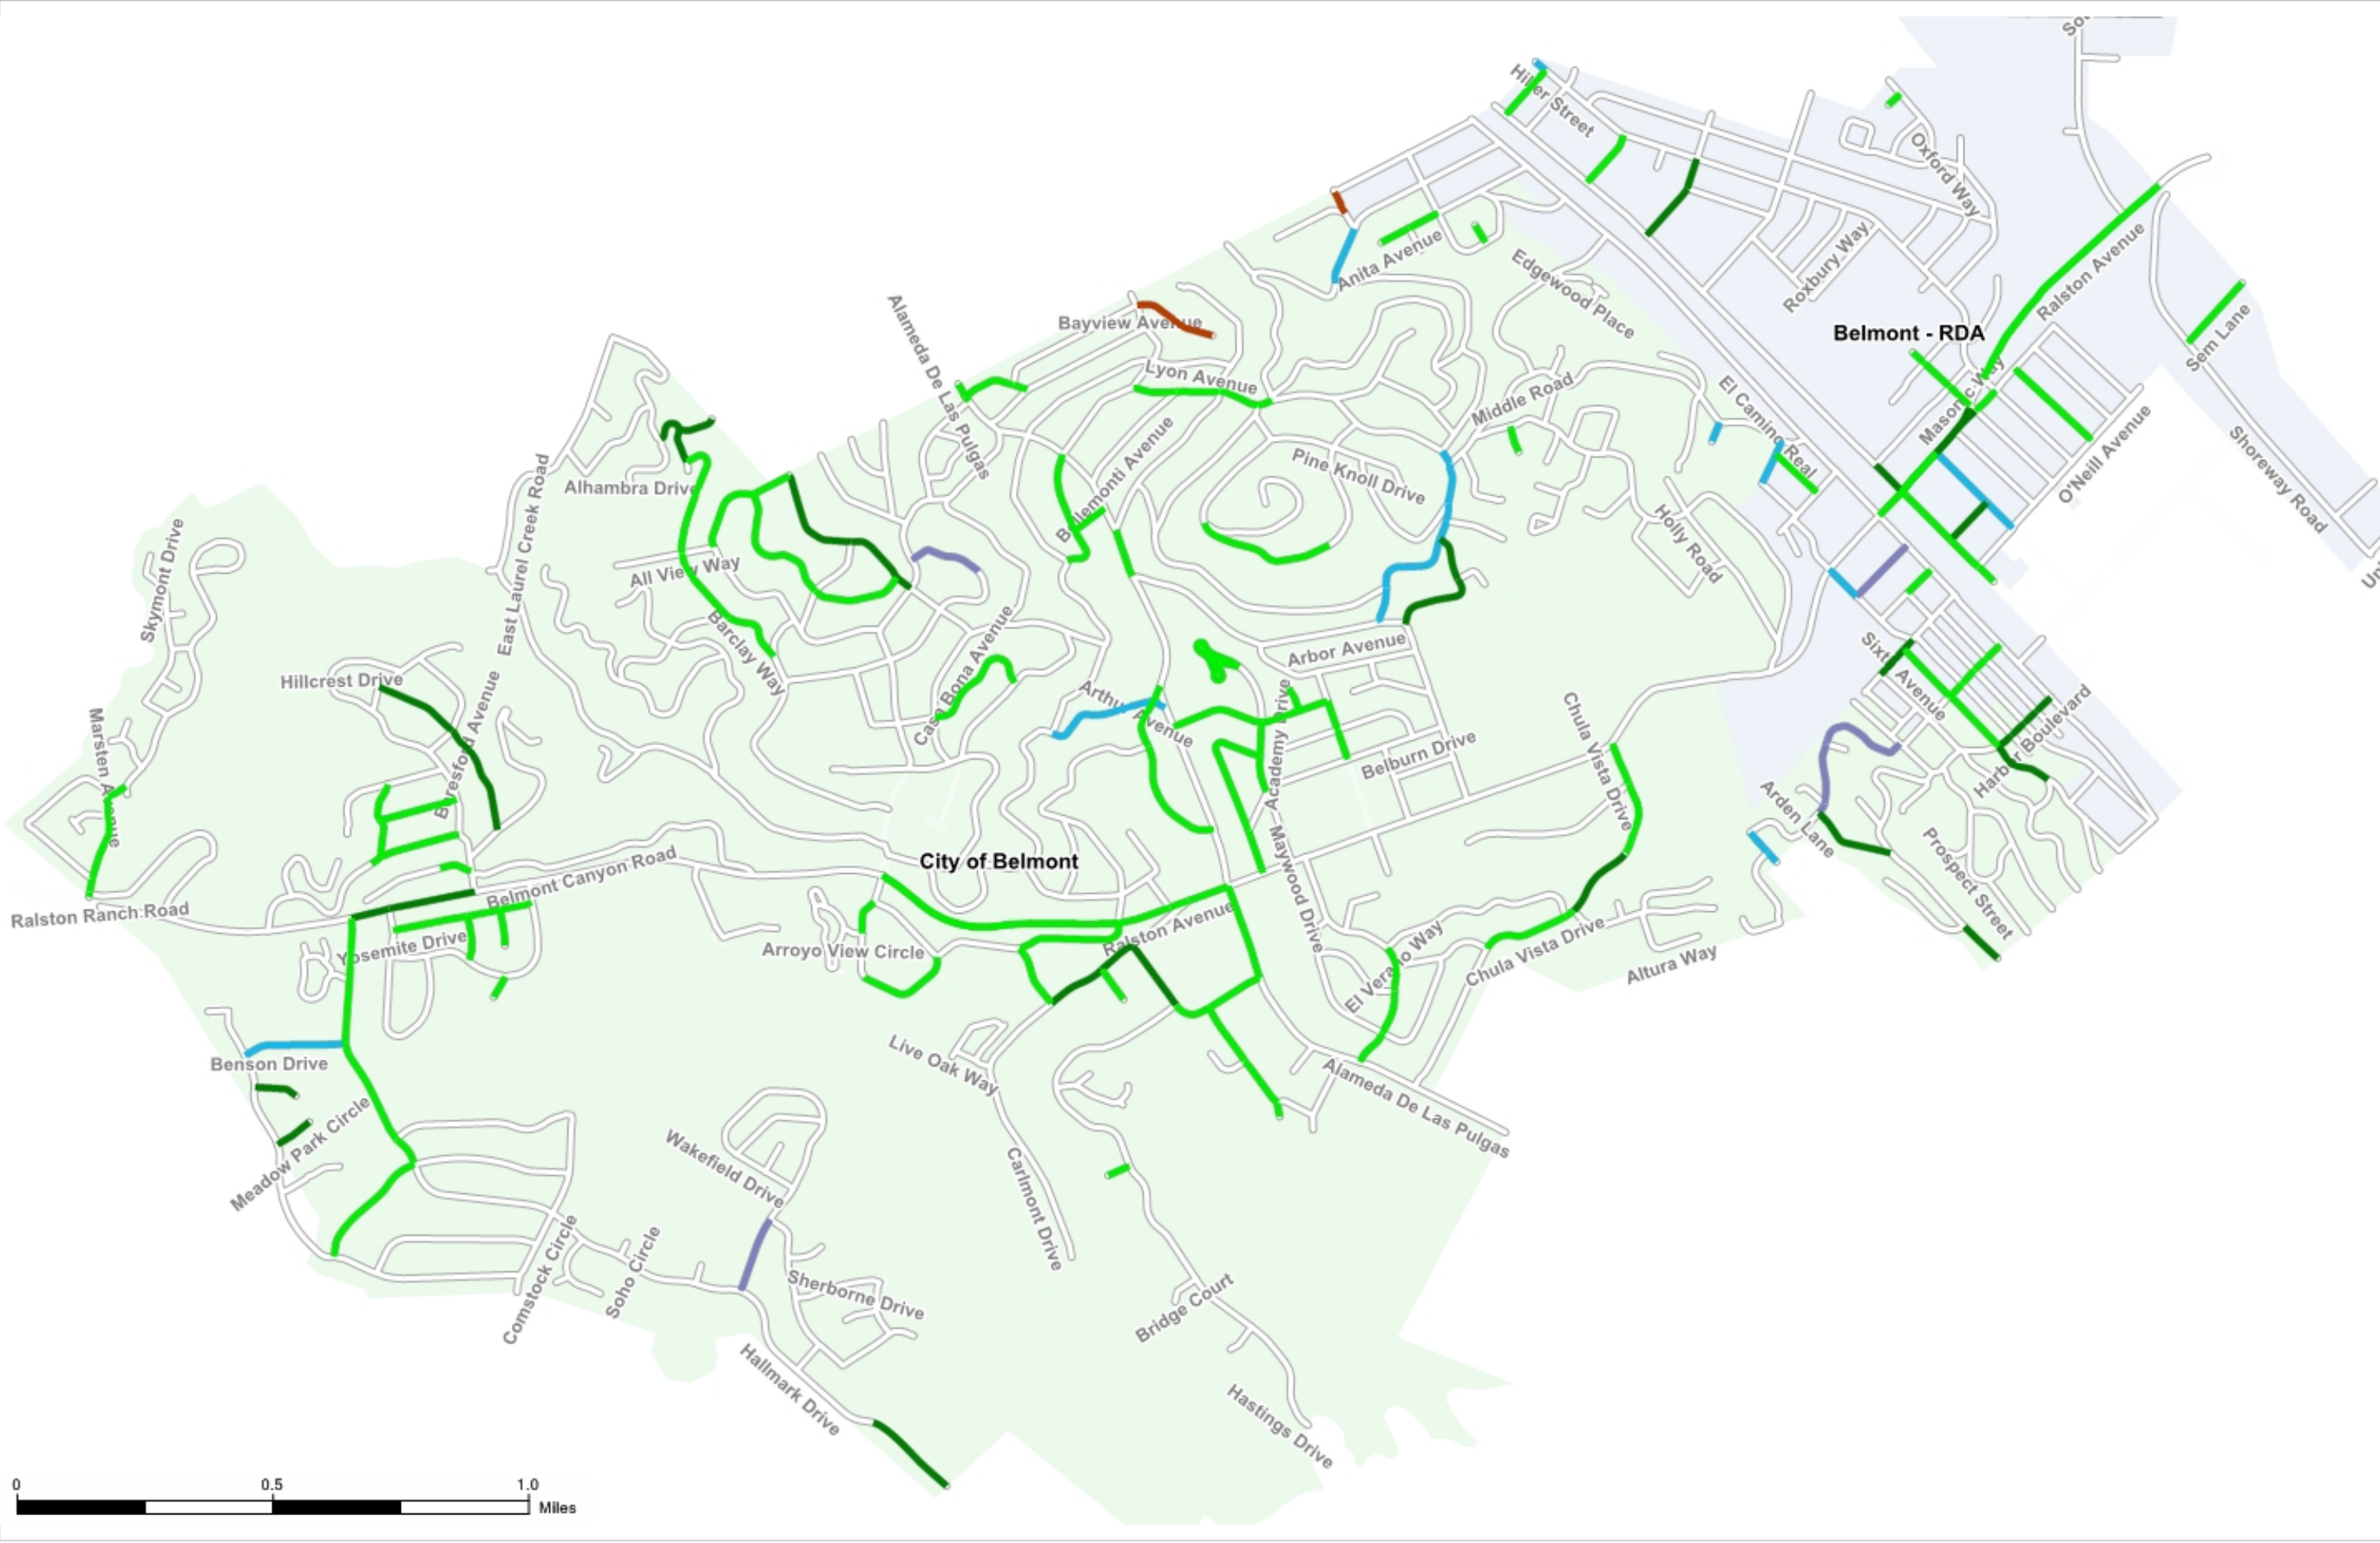 Hiller Street
Oxford Way
Anita Avenue
Edgewood Place
Roxbury Way
Ralston Avenue
Belmont - RDA
Sem Lane
Bayview Avenue
Alameda De Las Pulgas
Lyon Avenue
Middle Road
El Camino Real
Masonic Way
O'Neill Avenue
Shoreway Road
Alhambra Drive
East Laurel Creek Road
Bellemonti Avenue
Pine Knoll Drive
Holly Road
Skymont Drive
All View Way
Barclay Way
Casa Bona Avenue
Arbor Avenue
Sixth Avenue
Harbor Boulevard
Hillcrest Drive
Beresford Avenue
Marsten Avenue
Arthur Avenue
Academy Drive
Belburn Drive
Chula Vista Drive
Arden Lane
Prospect Street
City of Belmont
Belmont Canyon Road
Maywood Drive
Ralston Ranch Road
Yosemite Drive
Arroyo View Circle
Ralston Avenue
El Verano Way
Chula Vista Drive
Altura Way
Benson Drive
Meadow Park Circle
Live Oak Way
Alameda De Las Pulgas
Wakefield Drive
Carlmont Drive
Comstock Circle
Soho Circle
Sherborne Drive
Bridge Court
Hallmark Drive
Hastings Drive
0 0.5 1.0
Miles